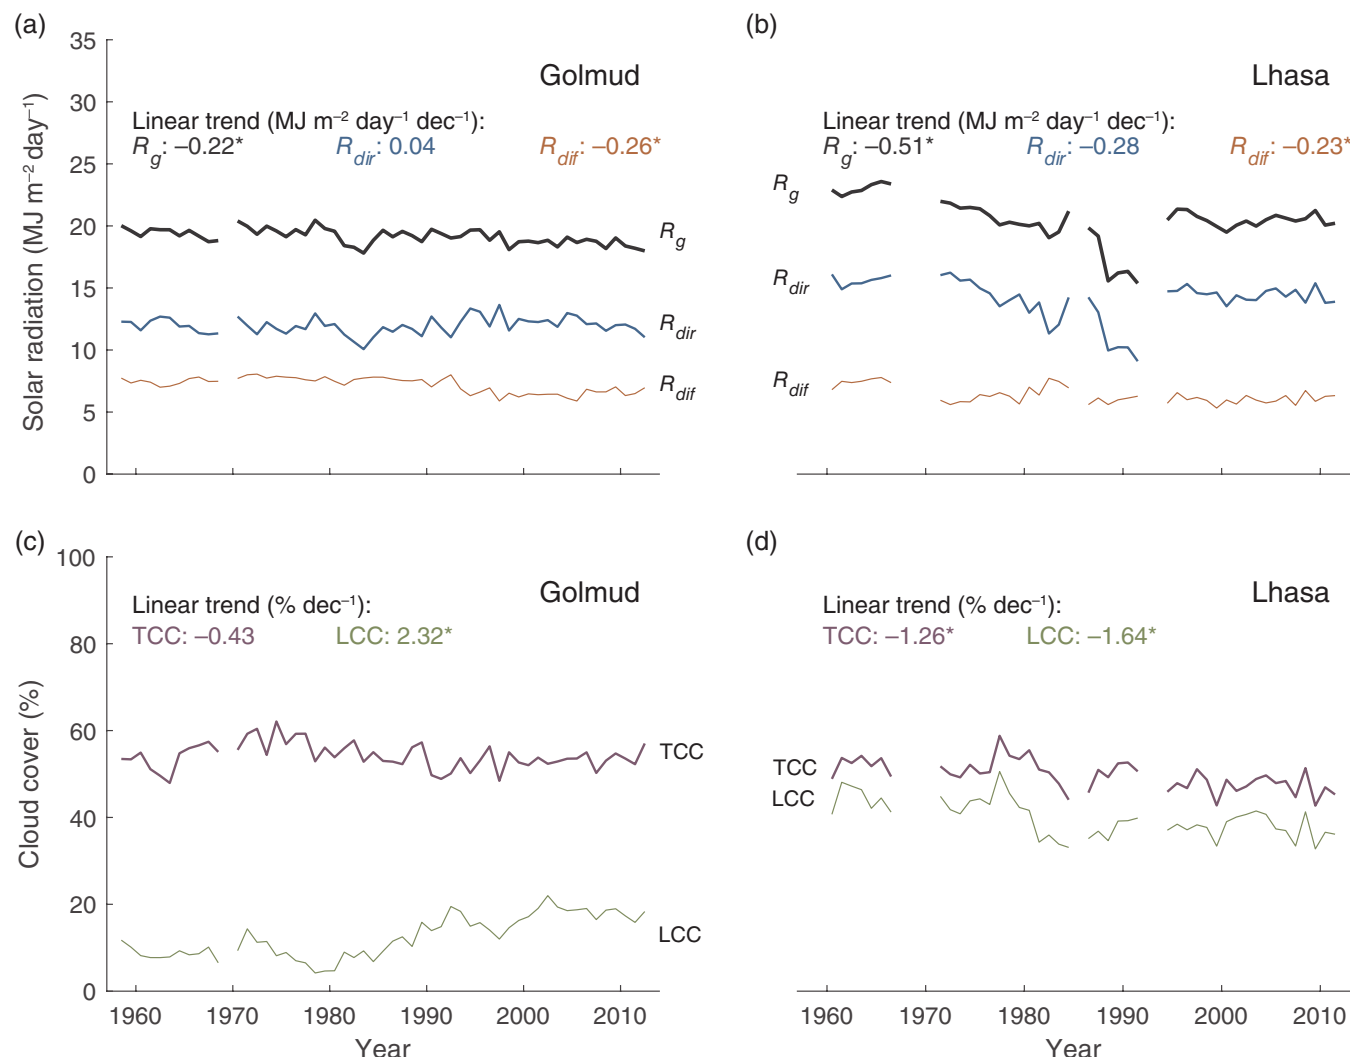 (a)
Golmud
Linear trend (MJ m⁻² day⁻¹ dec⁻¹):
R_g: −0.22* R_dir: 0.04 R_dif: −0.26*
R_g
R_dir
R_dif
Solar radiation (MJ m⁻² day⁻¹)
35
30
25
20
15
10
5
0
(b)
Lhasa
Linear trend (MJ m⁻² day⁻¹ dec⁻¹):
R_g: −0.51* R_dir: −0.28 R_dif: −0.23*
R_g
R_dir
R_dif
(c)
Golmud
Linear trend (% dec⁻¹):
TCC: −0.43 LCC: 2.32*
TCC
LCC
Cloud cover (%)
100
80
60
40
20
0
1960 1970 1980 1990 2000 2010
Year
(d)
Lhasa
Linear trend (% dec⁻¹):
TCC: −1.26* LCC: −1.64*
TCC
LCC
1960 1970 1980 1990 2000 2010
Year